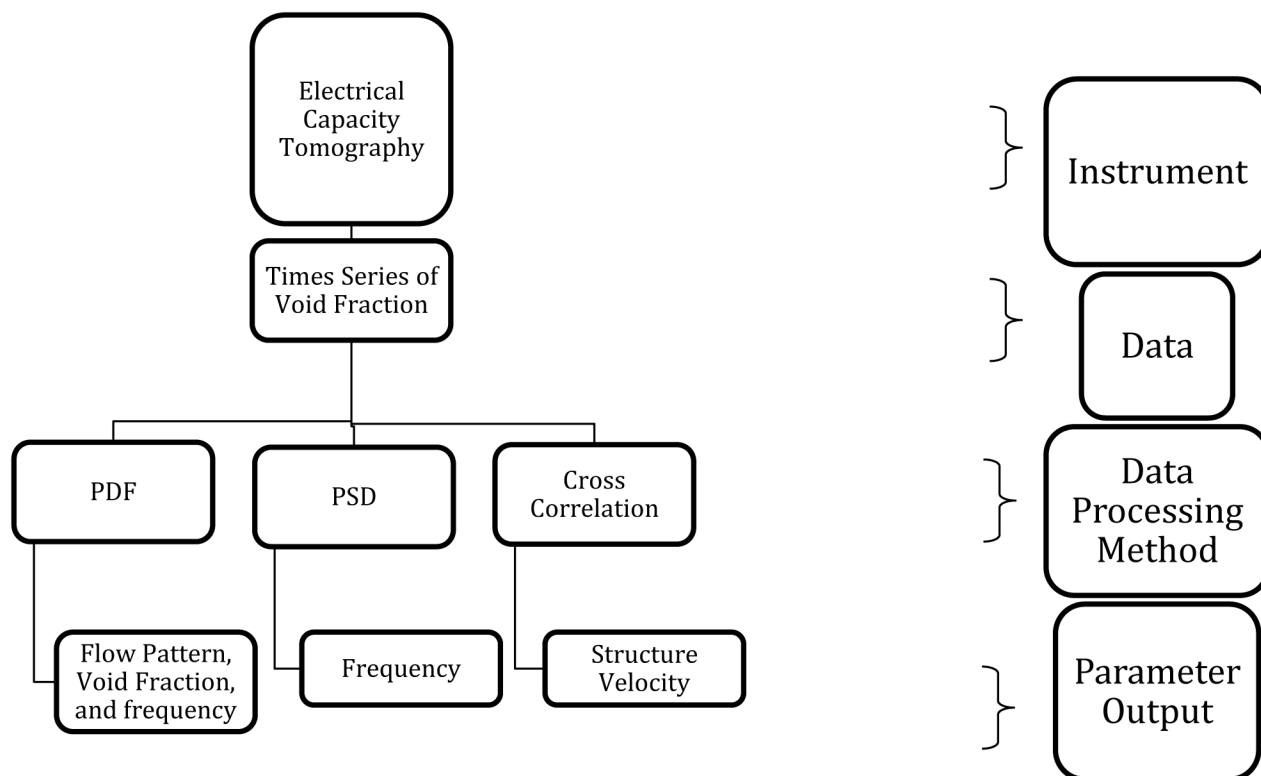 Electrical
Capacity
Tomography
Times Series of
Void Fraction
PDF
PSD
Cross
Correlation
Flow Pattern,
Void Fraction,
and frequency
Frequency
Structure
Velocity
Instrument
Data
Data
Processing
Method
Parameter
Output